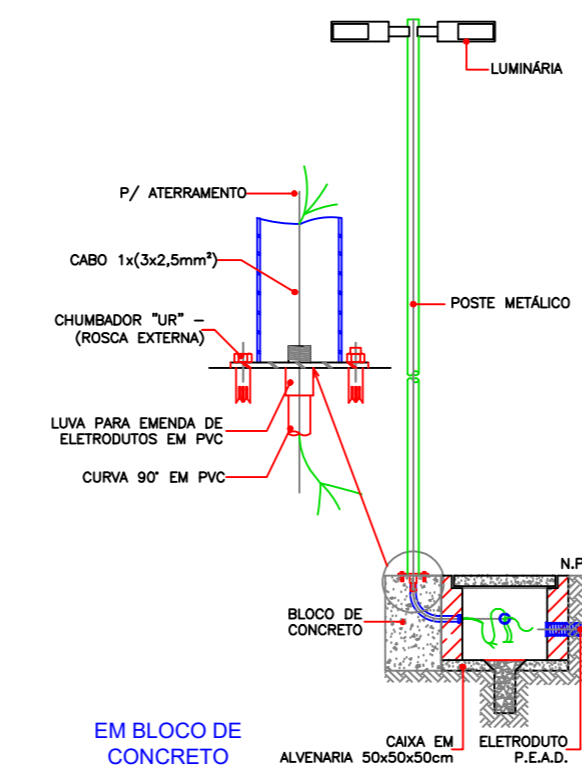 LUMINÁRIA
P/ ATERRAMENTO
CABO 1x(3x2,5mm²)
POSTE METÁLICO
CHUMBADOR "UR" –
(ROSCA EXTERNA)
LUVA PARA EMENDA DE
ELETRODUTOS EM PVC
CURVA 90° EM PVC
N.P
BLOCO DE
CONCRETO
EM BLOCO DE
CONCRETO
CAIXA EM
ALVENARIA 50x50x50cm
ELETRODUTO
P.E.A.D.